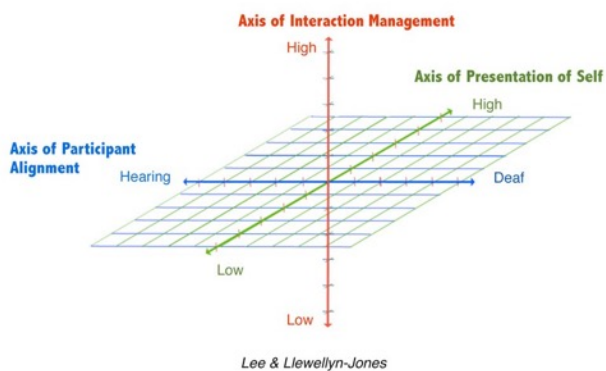 Axis of Interaction Management
High
Axis of Presentation of Self
High
Axis of Participant
Alignment
Hearing
Deaf
Low
Low
Lee & Llewellyn-Jones